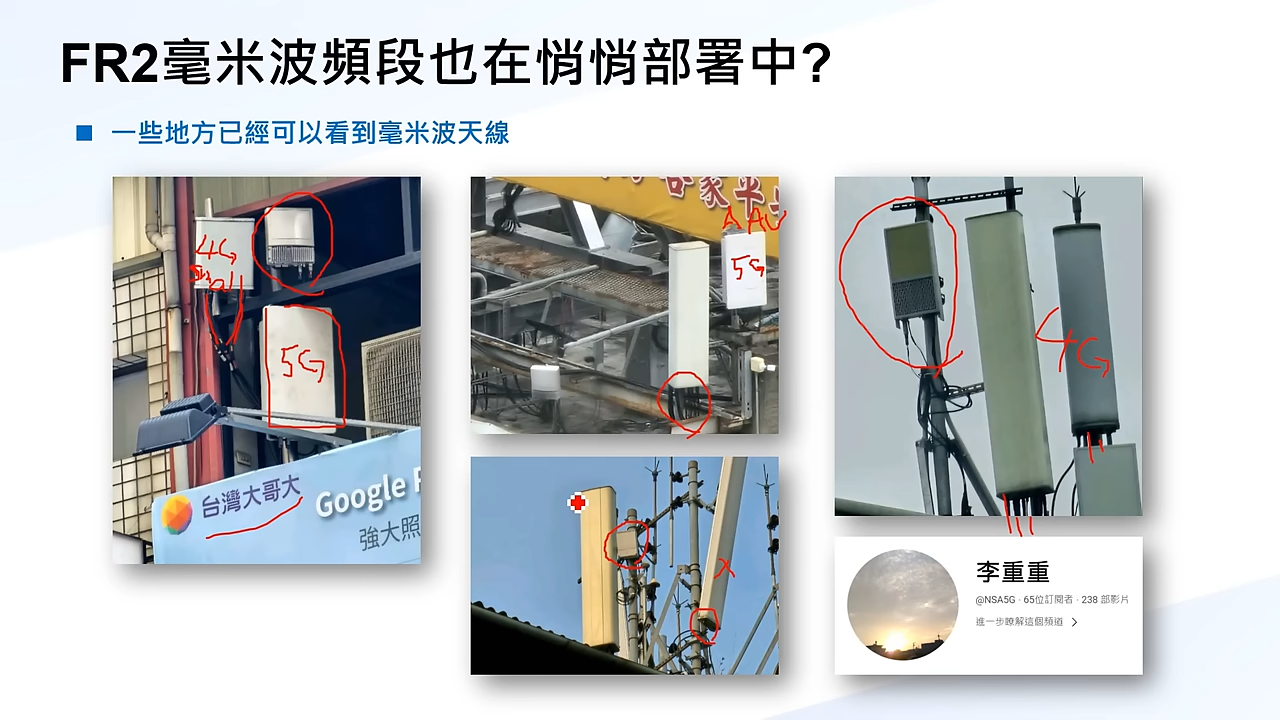 FR2毫米波頻段也在悄悄部署中?
一些地方已經可以看到毫米波天線
4G
5G
台灣大哥大
Google
強大照
AAU
5G
4G
李重重
@NSA5G · 65位訂閱者 · 238 部影片
進一步瞭解這個頻道